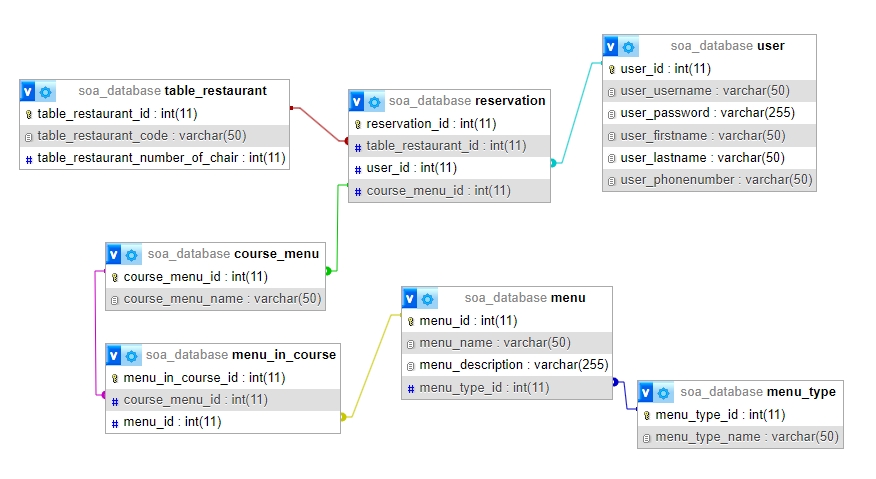 soa_database user
user_id : int(11)
user_username : varchar(50)
user_password : varchar(255)
user_firstname : varchar(50)
user_lastname : varchar(50)
user_phonenumber : varchar(50)
soa_database table_restaurant
table_restaurant_id : int(11)
table_restaurant_code : varchar(50)
table_restaurant_number_of_chair : int(11)
soa_database reservation
reservation_id : int(11)
table_restaurant_id : int(11)
user_id : int(11)
course_menu_id : int(11)
soa_database course_menu
course_menu_id : int(11)
course_menu_name : varchar(50)
soa_database menu_in_course
menu_in_course_id : int(11)
course_menu_id : int(11)
menu_id : int(11)
soa_database menu
menu_id : int(11)
menu_name : varchar(50)
menu_description : varchar(255)
menu_type_id : int(11)
soa_database menu_type
menu_type_id : int(11)
menu_type_name : varchar(50)